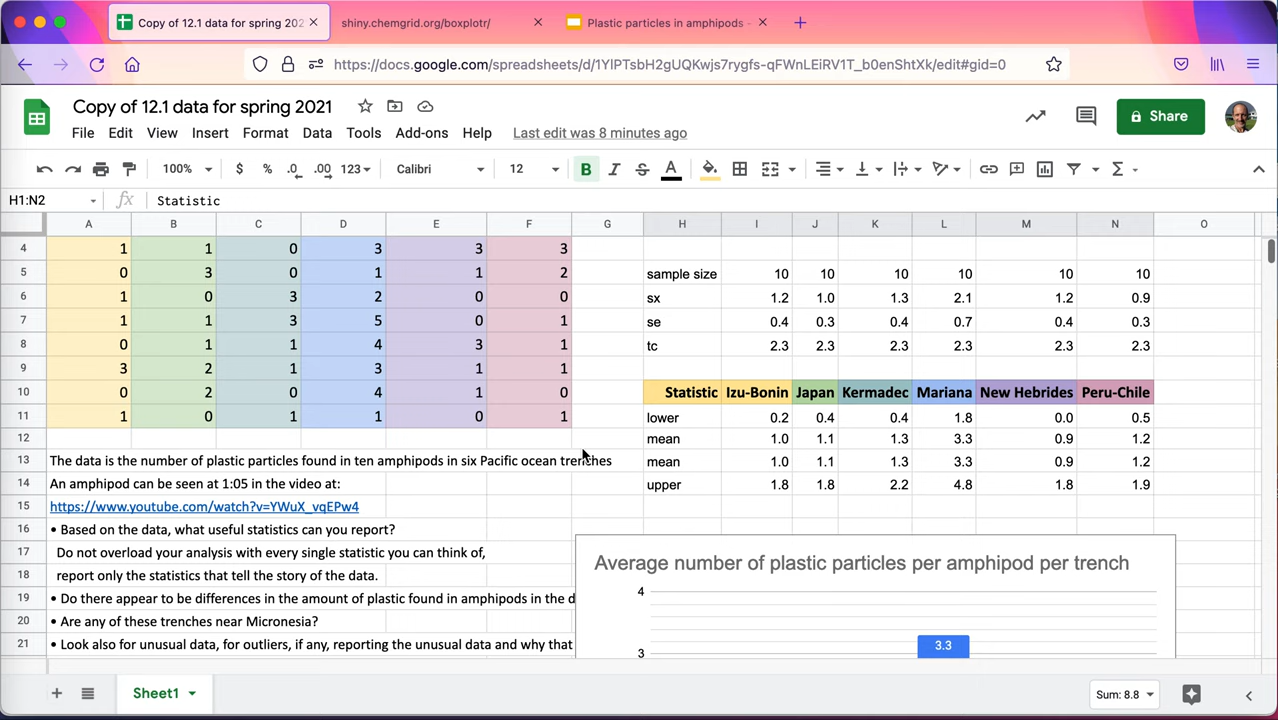 Copy of 12.1 data for spring 202
shiny.chemgrid.org/boxplotr/
Plastic particles in amphipods -
https://docs.google.com/spreadsheets/d/1YlPTsbH2gUQKwjs7rygfs-qFWnLEiRV1T_b0enShtXk/edit#gid=0
Copy of 12.1 data for spring 2021
Share
File Edit View Insert Format Data Tools Add-ons Help Last edit was 8 minutes ago
100% $ % .0 .00 123 Calibri 12 B I S A
H1:N2 fx Statistic
A B C D E F G H I J K L M N O
4 1 1 0 3 3 3
5 0 3 0 1 1 2 sample size 10 10 10 10 10 10
6 1 0 3 2 0 0 sx 1.2 1.0 1.3 2.1 1.2 0.9
7 1 1 3 5 0 1 se 0.4 0.3 0.4 0.7 0.4 0.3
8 0 1 1 4 3 1 tc 2.3 2.3 2.3 2.3 2.3 2.3
9 3 2 1 3 1 1
10 0 2 0 4 1 0 Statistic Izu-Bonin Japan Kermadec Mariana New Hebrides Peru-Chile
11 1 0 1 1 0 1 lower 0.2 0.4 0.4 1.8 0.0 0.5
12 mean 1.0 1.1 1.3 3.3 0.9 1.2
13 The data is the number of plastic particles found in ten amphipods in six Pacific ocean trenches mean 1.0 1.1 1.3 3.3 0.9 1.2
14 An amphipod can be seen at 1:05 in the video at: upper 1.8 1.8 2.2 4.8 1.8 1.9
15 https://www.youtube.com/watch?v=YWuX_vqEPw4
16 • Based on the data, what useful statistics can you report?
17 Do not overload your analysis with every single statistic you can think of,
Average number of plastic particles per amphipod per trench
18 report only the statistics that tell the story of the data.
4
19 • Do there appear to be differences in the amount of plastic found in amphipods in the d
20 • Are any of these trenches near Micronesia?
21 • Look also for unusual data, for outliers, if any, reporting the unusual data and why that
3.3
3
Sheet1
Sum: 8.8